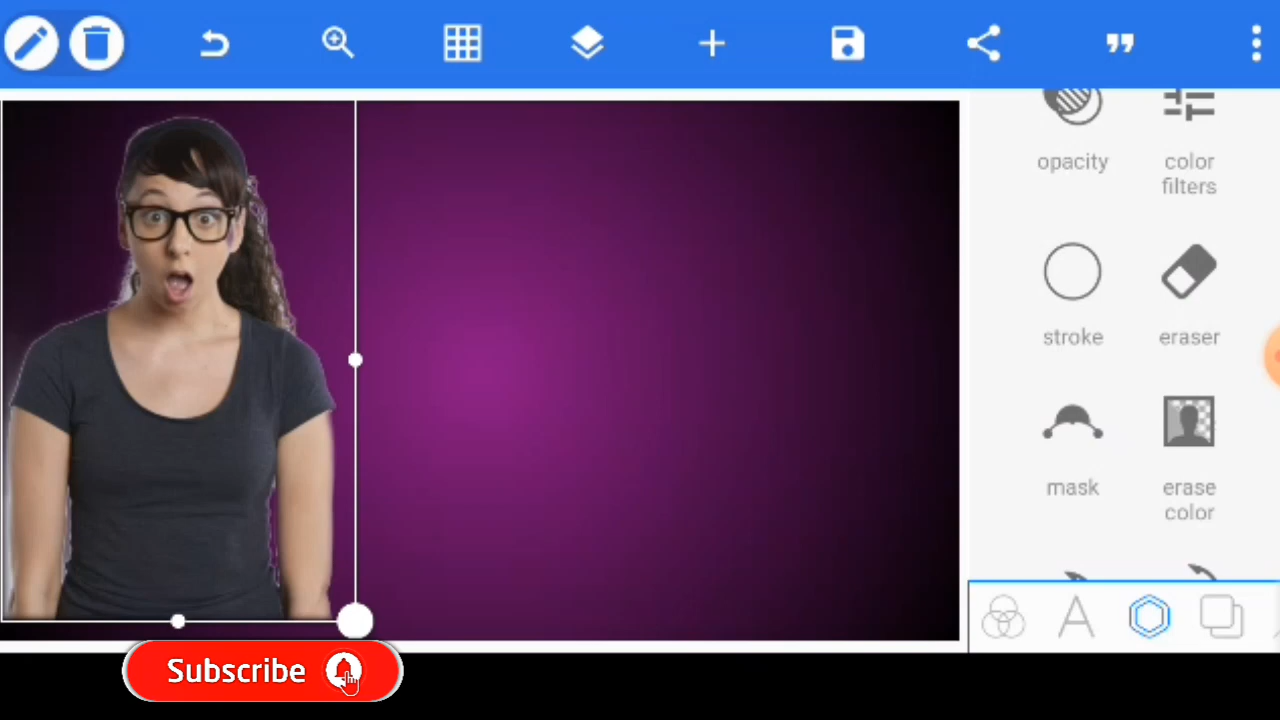 opacity
color
filters
stroke
eraser
mask
erase
color
Subscribe